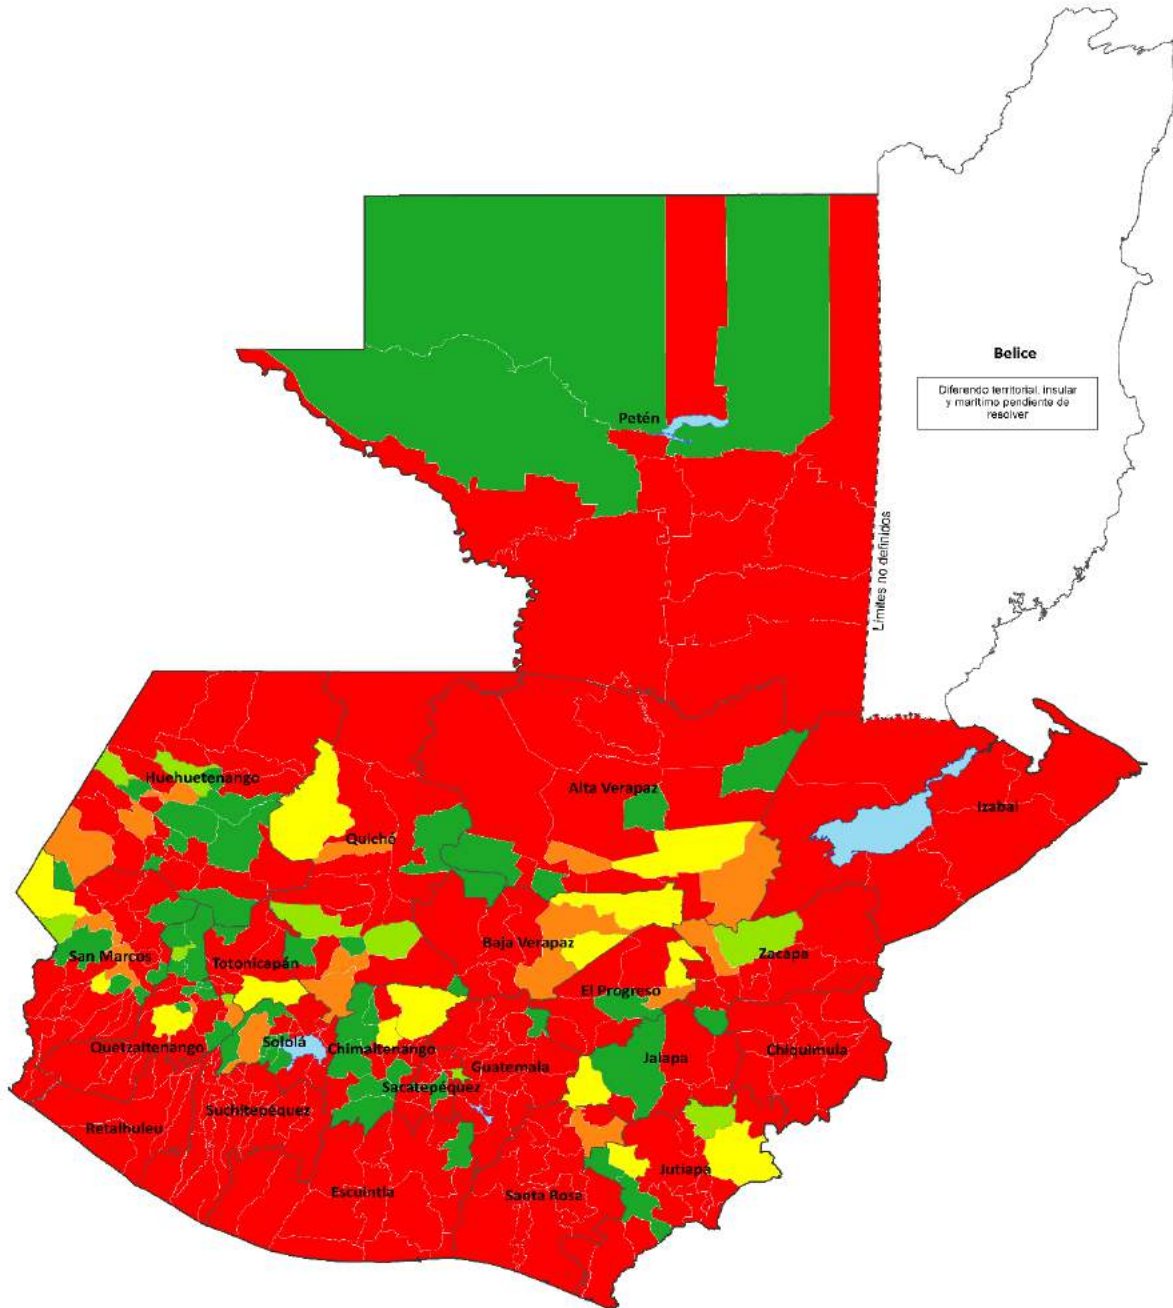 Belice
Diferendo territorial, insular
y marítimo pendiente de
resolver
Petén
Límites no definidos
Huehuetenango
Alta Verapaz
Izabal
Quiché
Baja Verapaz
San Marcos
Totonicapán
Zacapa
El Progreso
Quetzaltenango
Sololá
Chimaltenango
Guatemala
Jalapa
Chiquimula
Sacatepéquez
Suchitepéquez
Retalhuleu
Jutiapa
Escuintla
Santa Rosa